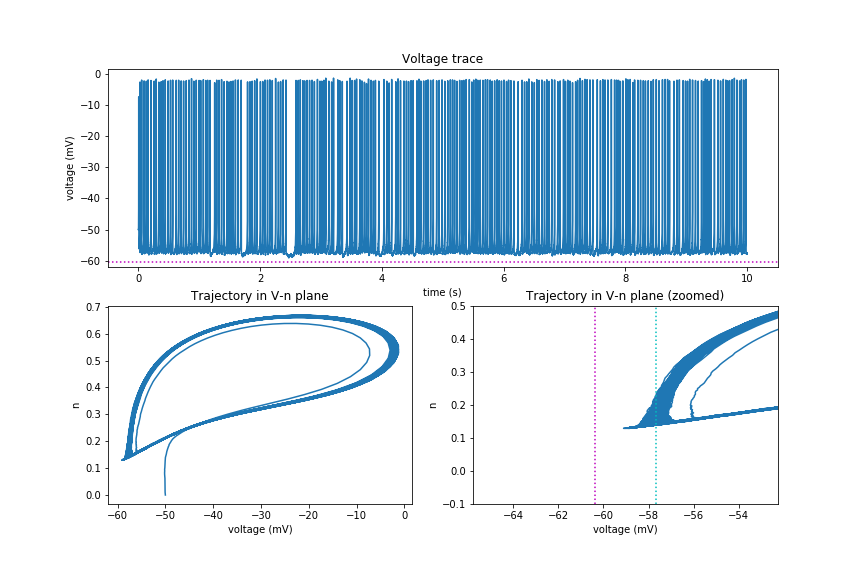 Voltage trace
0
−10
−20
−30
−40
−50
−60
voltage (mV)
0 2 4 6 8 10
time (s)
Trajectory in V-n plane
0.7
0.6
0.5
0.4
0.3
0.2
0.1
0.0
n
−60 −50 −40 −30 −20 −10 0
voltage (mV)
Trajectory in V-n plane (zoomed)
0.5
0.4
0.3
0.2
0.1
0.0
−0.1
n
−64 −62 −60 −58 −56 −54
voltage (mV)